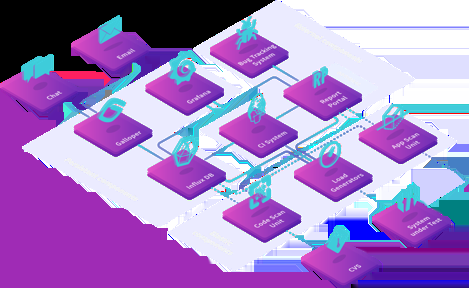 Email
Chat
Bug Tracking
System
Grafana
Report
Portal
Galloper
CI System
App Scan
Unit
Influx DB
Load
Generators
Code Scan
Unit
System
under Test
CVS